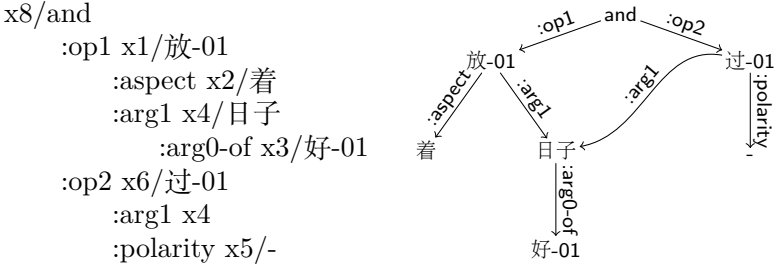 x8/and
:op1 x1/放-01
:aspect x2/着
:arg1 x4/日子
:arg0-of x3/好-01
:op2 x6/过-01
:arg1 x4
:polarity x5/-
and
:op1
:op2
放-01
过-01
:aspect
:arg1
:arg1
:polarity
着
日子
-
:arg0-of
好-01